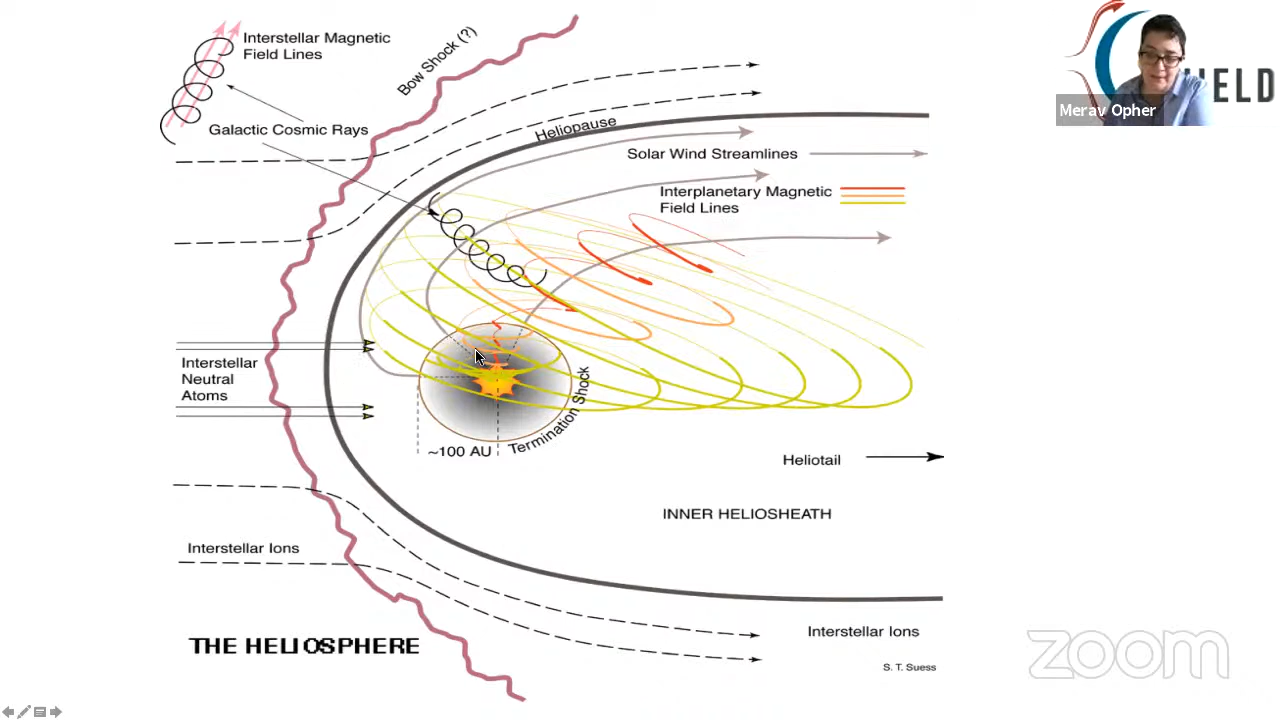 Interstellar Magnetic
Field Lines
Bow Shock (?)
Galactic Cosmic Rays
Heliopause
Solar Wind Streamlines
Interplanetary Magnetic
Field Lines
Interstellar
Neutral
Atoms
~100 AU
Termination Shock
Heliotail
INNER HELIOSHEATH
Interstellar Ions
Interstellar Ions
THE HELIOSPHERE
S. T. Suess
Merav Opher
zoom